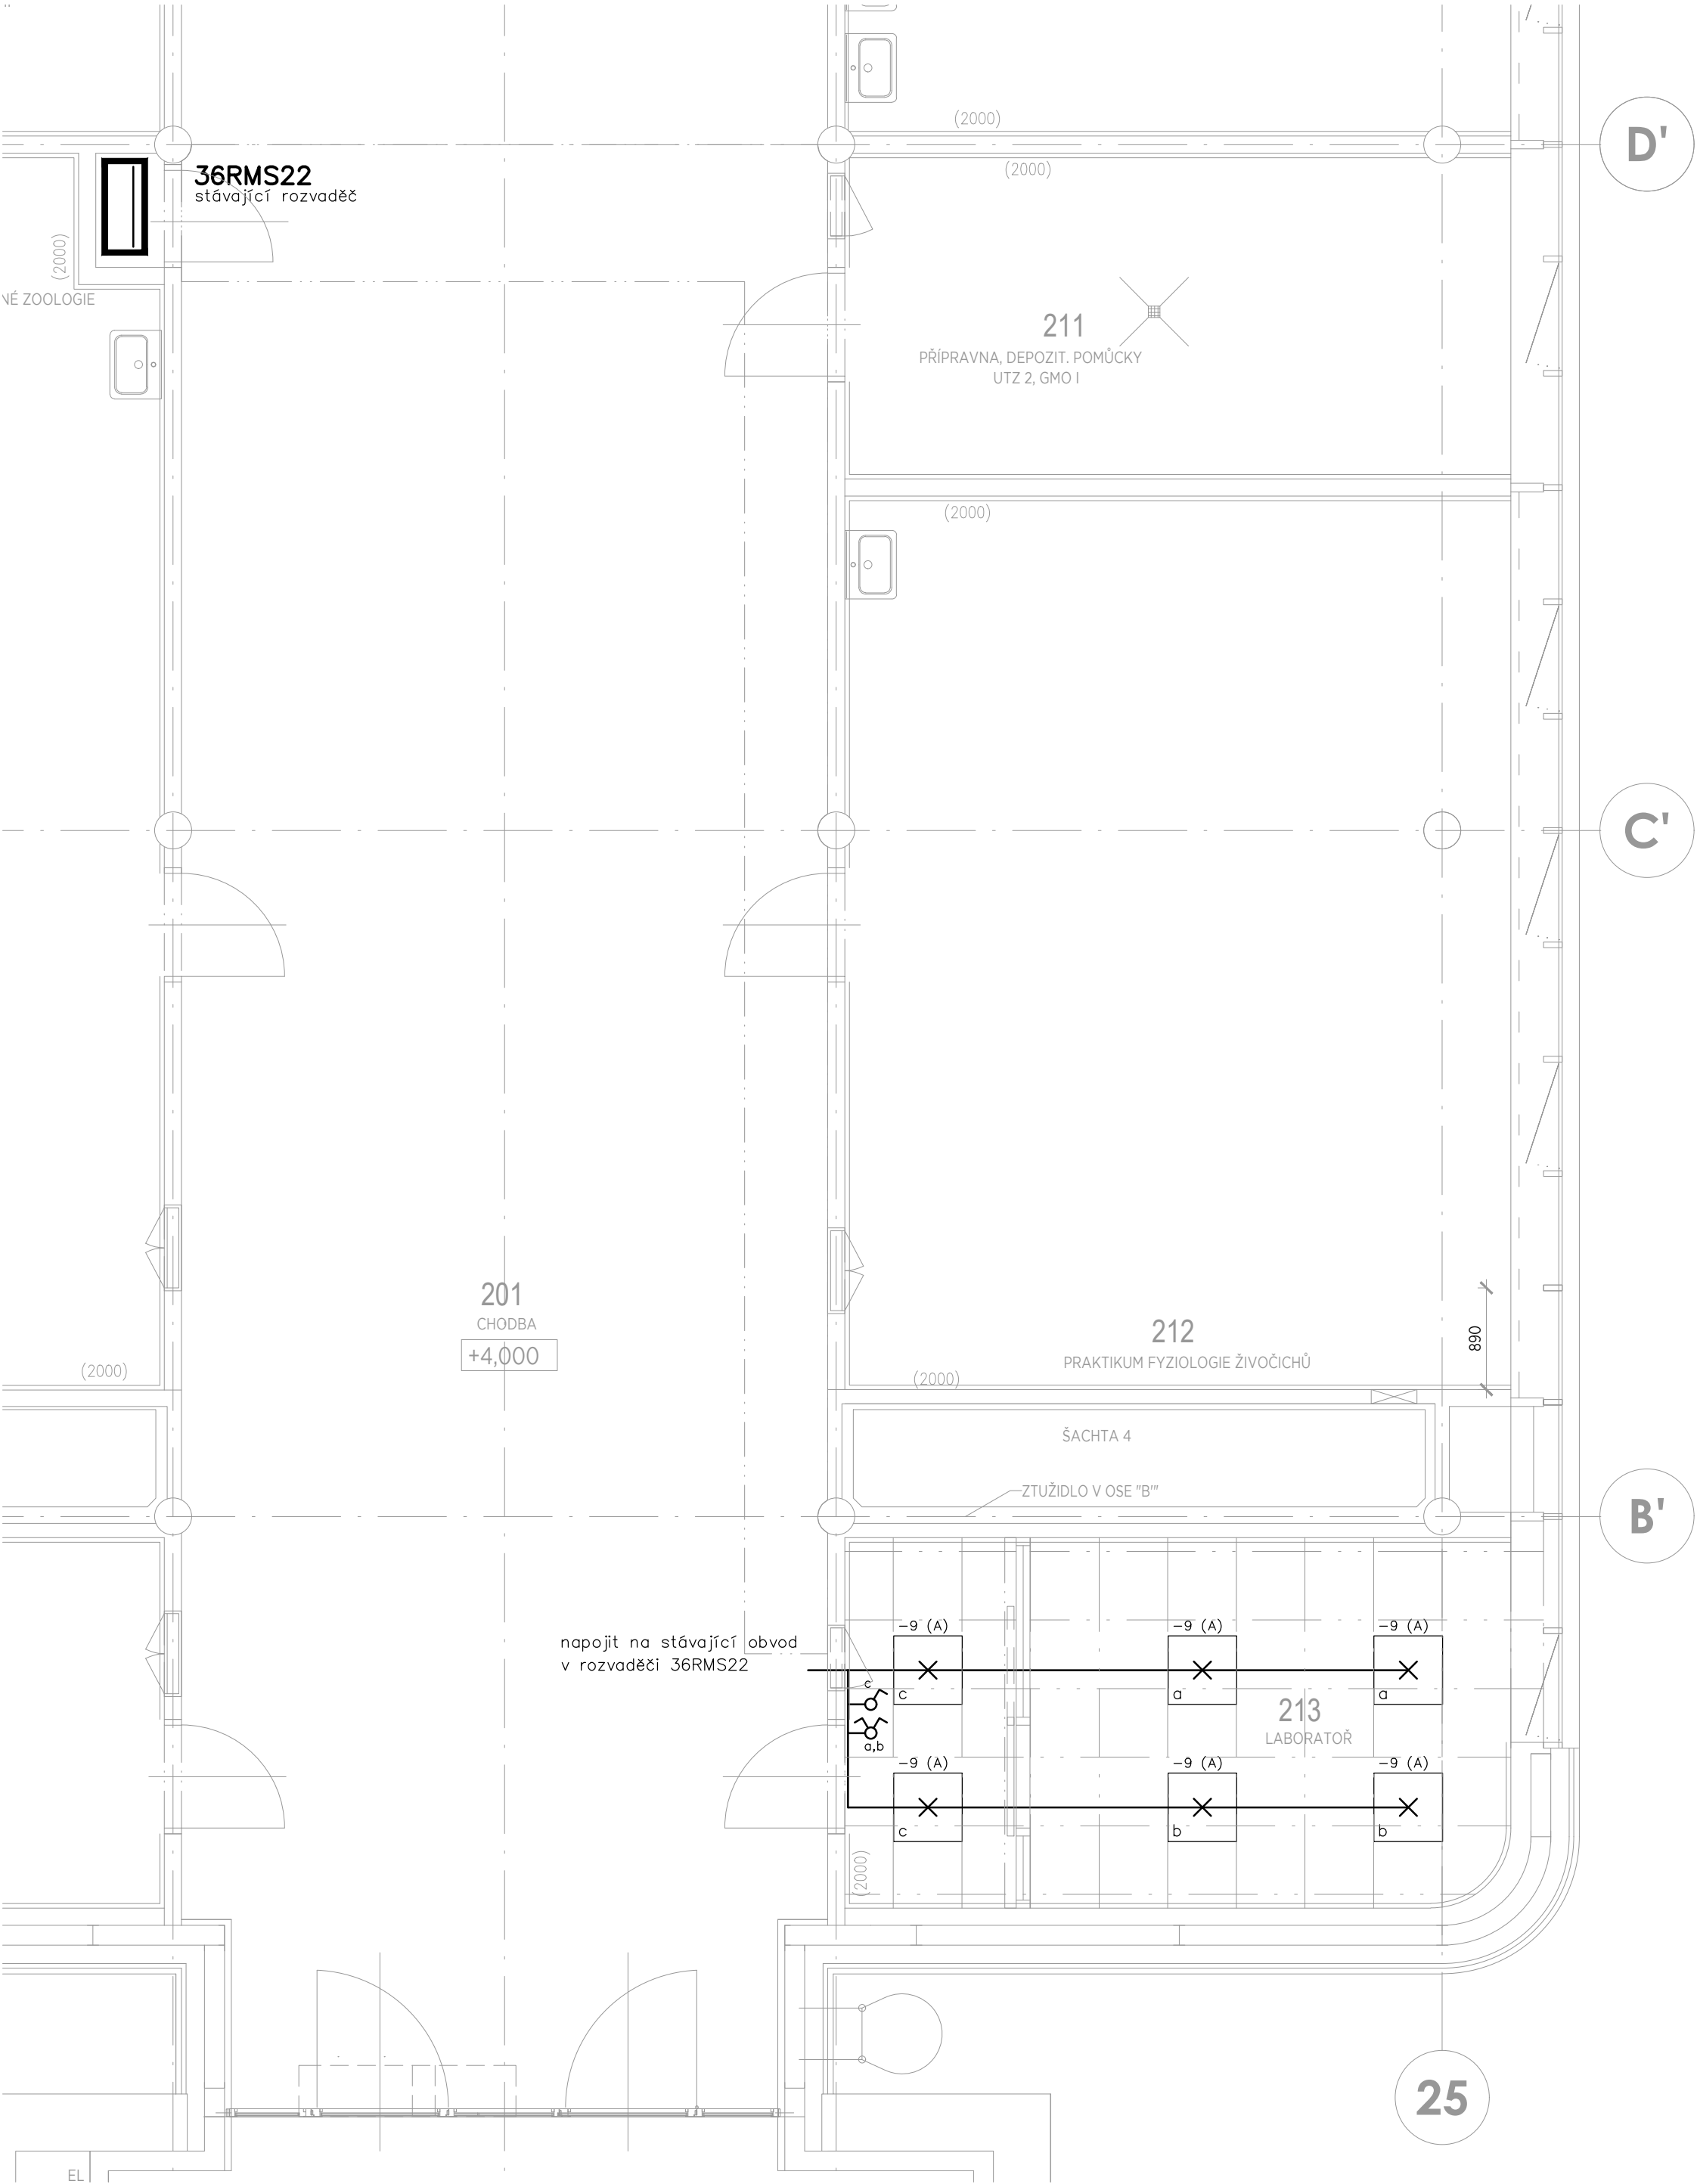 (2000)
D'
36RMS22
stávající rozvaděč
(2000)
(2000)
NÉ ZOOLOGIE
211
PŘÍPRAVNA, DEPOZIT. POMŮCKY
UTZ 2, GMO I
(2000)
C'
201
CHODBA
+4,000
212
PRAKTIKUM FYZIOLOGIE ŽIVOČICHŮ
890
(2000)
(2000)
ŠACHTA 4
ZTUŽIDLO V OSE "B'"
B'
napojit na stávající obvod
v rozvaděči 36RMS22
-9 (A)
-9 (A)
-9 (A)
c
c
a
a
213
LABORATOŘ
a,b
-9 (A)
-9 (A)
-9 (A)
c
b
b
(2000)
25
EL